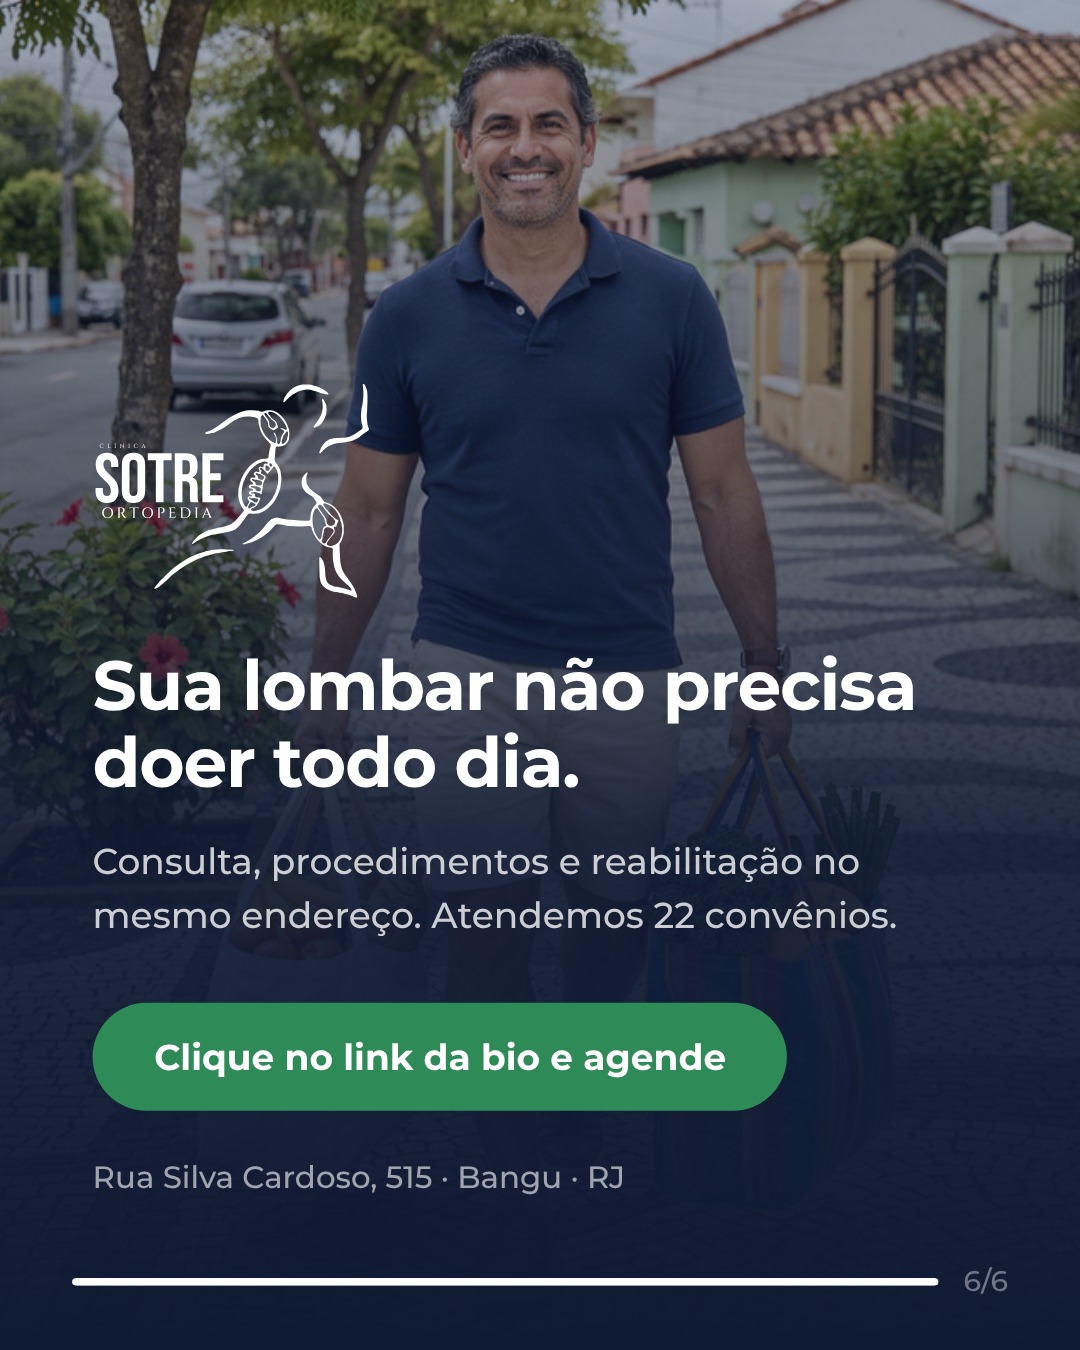 CLÍNICA
SOTRE
ORTOPEDIA
Sua lombar não precisa
doer todo dia.
Consulta, procedimentos e reabilitação no
mesmo endereço. Atendemos 22 convênios.
Clique no link da bio e agende
Rua Silva Cardoso, 515 · Bangu · RJ
6/6